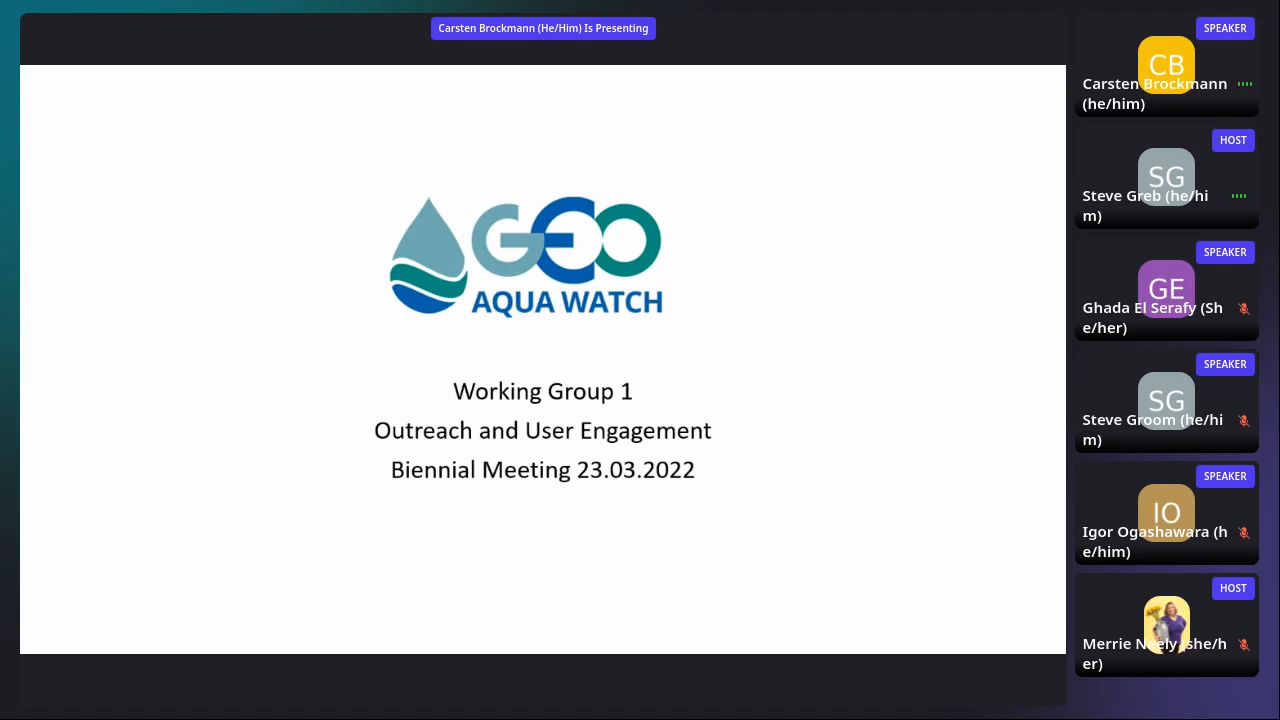 Carsten Brockmann (He/Him) Is Presenting
GEO
AQUA WATCH
Working Group 1
Outreach and User Engagement
Biennial Meeting 23.03.2022
SPEAKER
CB
Carsten Brockmann
(he/him)
HOST
SG
Steve Greb (he/hi
m)
SPEAKER
GE
Ghada El Serafy (Sh
e/her)
SPEAKER
SG
Steve Groom (he/hi
m)
SPEAKER
IO
Igor Ogashawara (h
e/him)
HOST
Merrie Neely (she/h
er)